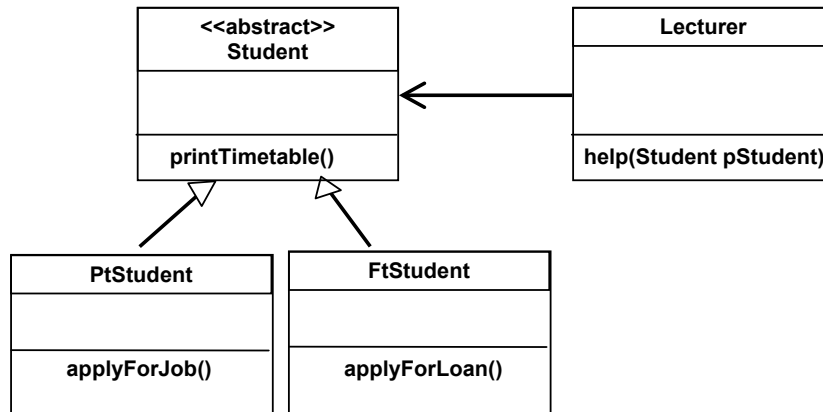 <<abstract>>
Student
printTimetable()
Lecturer
help(Student pStudent)
PtStudent
applyForJob()
FtStudent
applyForLoan()